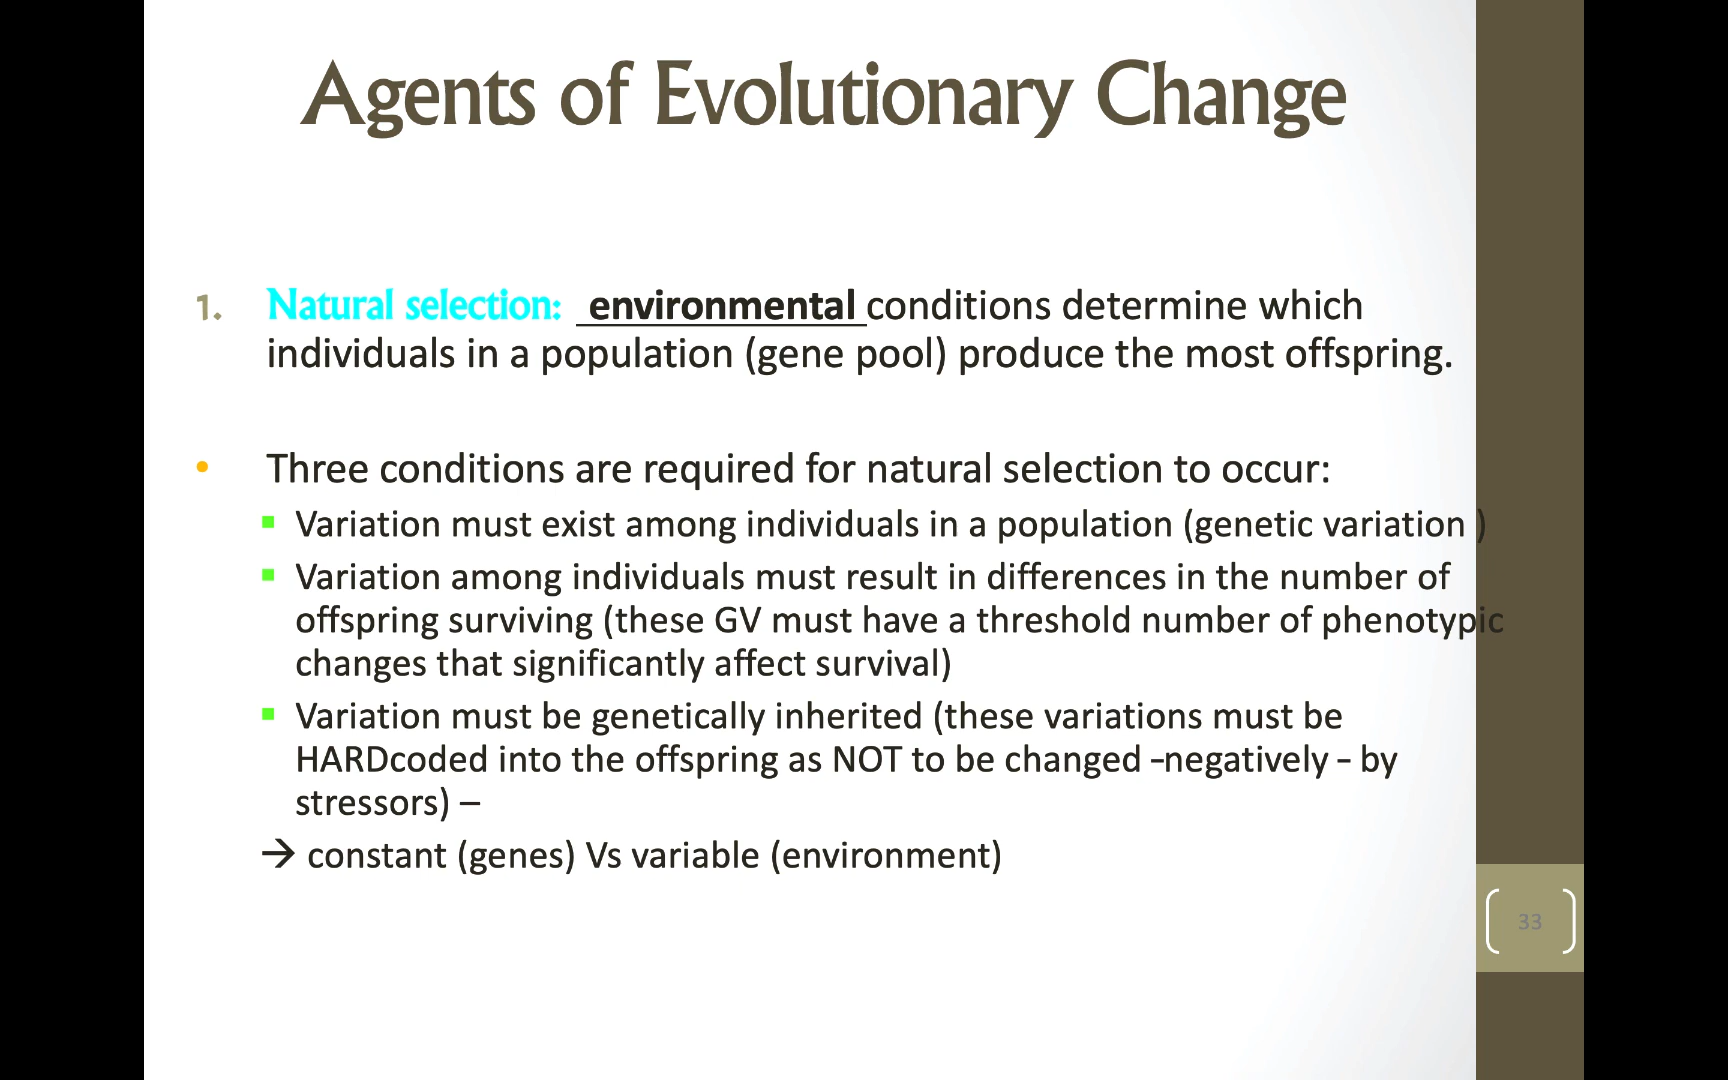 Agents of Evolutionary Change
1. Natural selection: environmental conditions determine which
individuals in a population (gene pool) produce the most offspring.
• Three conditions are required for natural selection to occur:
▪ Variation must exist among individuals in a population (genetic variation )
▪ Variation among individuals must result in differences in the number of
offspring surviving (these GV must have a threshold number of phenotypic
changes that significantly affect survival)
▪ Variation must be genetically inherited (these variations must be
HARDcoded into the offspring as NOT to be changed –negatively – by
stressors) –
→ constant (genes) Vs variable (environment)
33